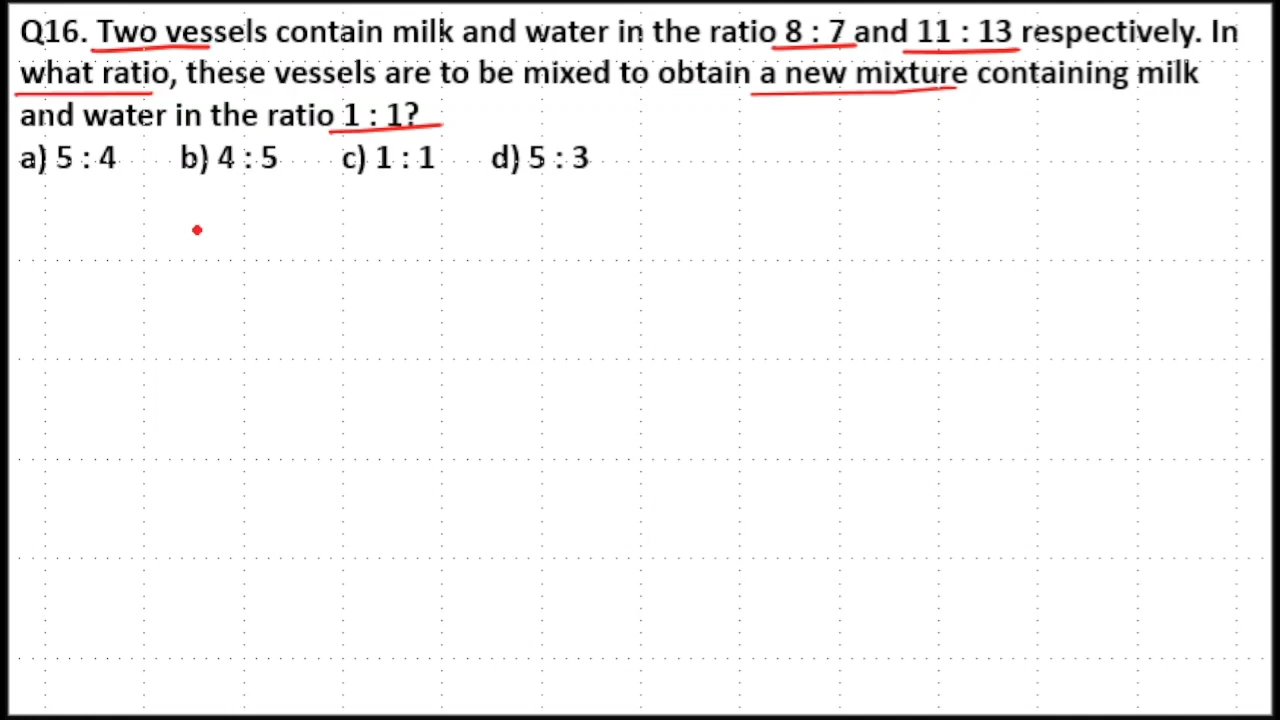 Q16. Two vessels contain milk and water in the ratio 8 : 7 and 11 : 13 respectively. In
what ratio, these vessels are to be mixed to obtain a new mixture containing milk
and water in the ratio 1 : 1?
a) 5 : 4 b) 4 : 5 c) 1 : 1 d) 5 : 3